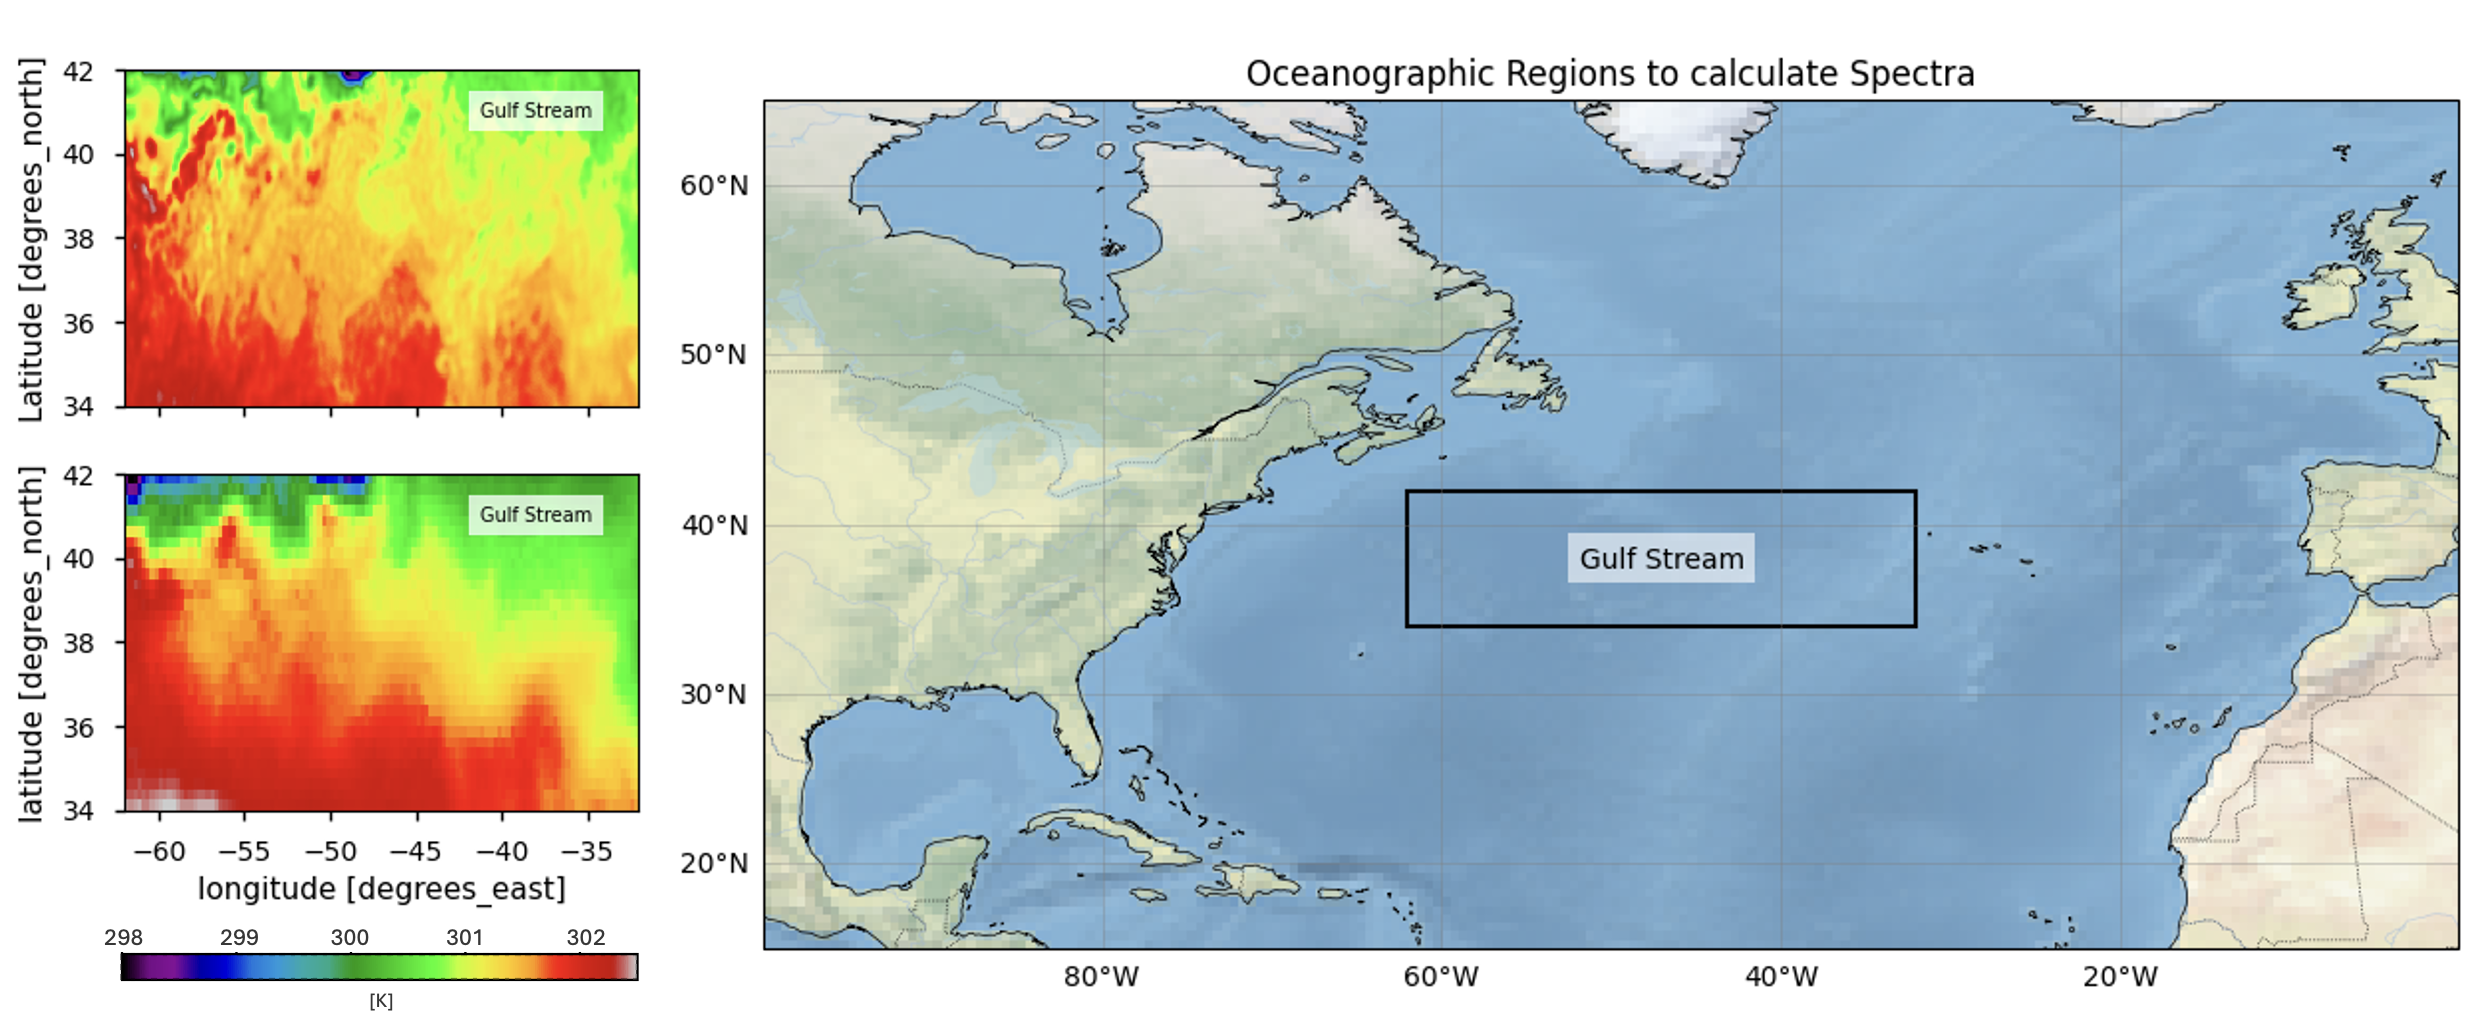 Latitude [degrees_north]
42
40
38
36
34
Gulf Stream
latitude [degrees_north]
42
40
38
36
34
Gulf Stream
−60 −55 −50 −45 −40 −35
longitude [degrees_east]
298 299 300 301 302
[K]
Oceanographic Regions to calculate Spectra
60°N
50°N
40°N
30°N
20°N
Gulf Stream
80°W 60°W 40°W 20°W